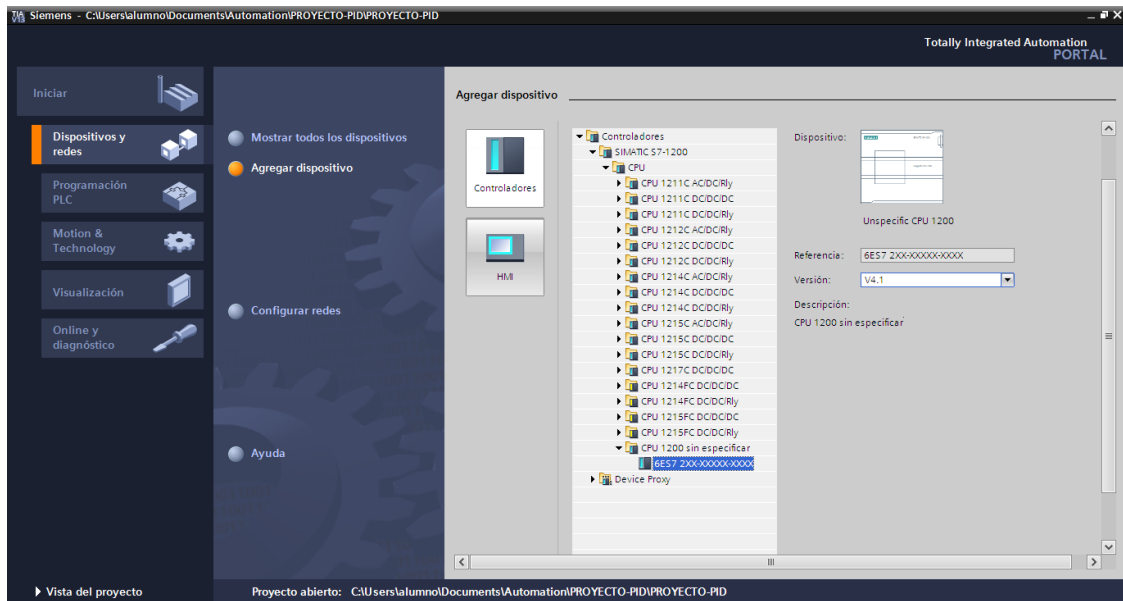 Siemens - C:\Users\alumno\Documents\Automation\PROYECTO-PID\PROYECTO-PID
Totally Integrated Automation
PORTAL
Iniciar
Dispositivos y
redes
Programación
PLC
Motion &
Technology
Visualización
Online y
diagnóstico
Mostrar todos los dispositivos
Agregar dispositivo
Configurar redes
Ayuda
Agregar dispositivo
Controladores
HMI
Controladores
SIMATIC S7-1200
CPU
CPU 1211C AC/DC/Rly
CPU 1211C DC/DC/DC
CPU 1211C DC/DC/Rly
CPU 1212C AC/DC/Rly
CPU 1212C DC/DC/DC
CPU 1212C DC/DC/Rly
CPU 1214C AC/DC/Rly
CPU 1214C DC/DC/DC
CPU 1214C DC/DC/Rly
CPU 1215C AC/DC/Rly
CPU 1215C DC/DC/DC
CPU 1215C DC/DC/Rly
CPU 1217C DC/DC/DC
CPU 1214FC DC/DC/DC
CPU 1214FC DC/DC/Rly
CPU 1215FC DC/DC/DC
CPU 1215FC DC/DC/Rly
CPU 1200 sin especificar
6ES7 2XX-XXXXX-XXXX
Device Proxy
Dispositivo:
Unspecific CPU 1200
Referencia: 6ES7 2XX-XXXXX-XXXX
Versión: V4.1
Descripción:
CPU 1200 sin especificar
Vista del proyecto
Proyecto abierto: C:\Users\alumno\Documents\Automation\PROYECTO-PID\PROYECTO-PID